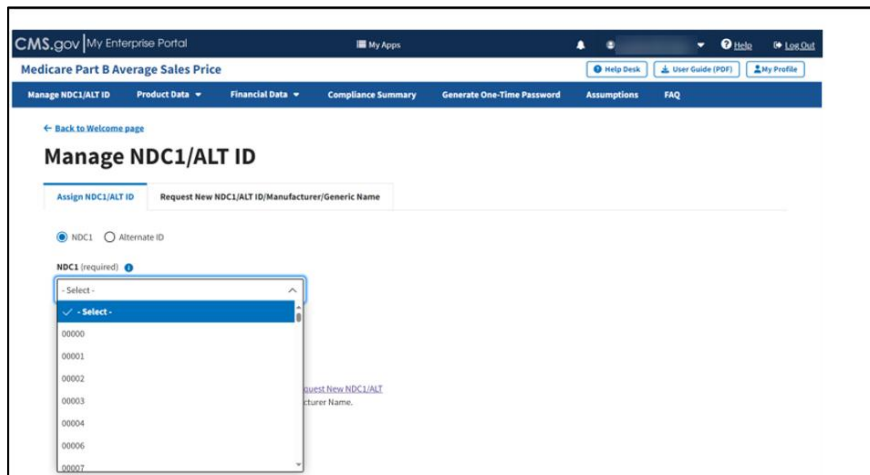 CMS.gov My Enterprise Portal My Apps Help Log Out
Medicare Part B Average Sales Price Help Desk User Guide (PDF) My Profile
Manage NDC1/ALT ID Product Data Financial Data Compliance Summary Generate One-Time Password Assumptions FAQ
Back to Welcome page
Manage NDC1/ALT ID
Assign NDC1/ALT ID Request New NDC1/ALT ID/Manufacturer/Generic Name
NDC1 Alternate ID
NDC1 (required)
- Select -
- Select -
00000
00001
00002
00003 quest New NDC1/ALT
cturer Name.
00004
00006
00007